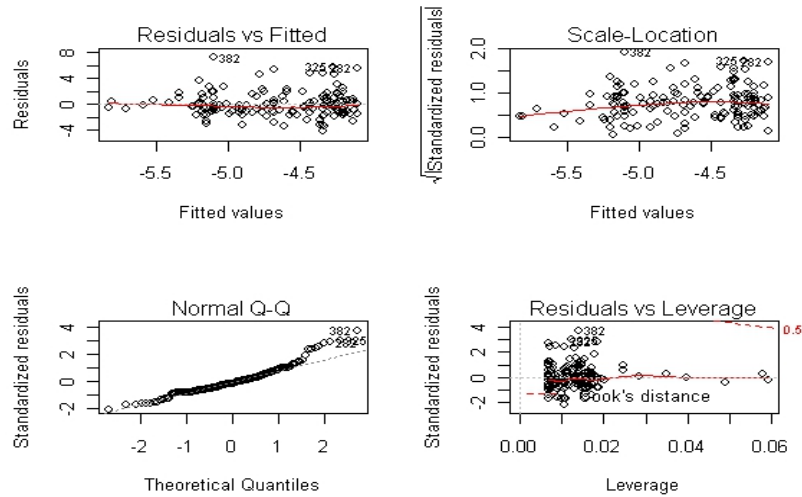 Residuals vs Fitted
Residuals
8
4
0
-4
382
325
282
-5.5 -5.0 -4.5
Fitted values
Scale-Location
√|Standardized residuals|
2.0
1.0
0.0
382
325
282
-5.5 -5.0 -4.5
Fitted values
Normal Q-Q
Standardized residuals
4
2
0
-2
382
325
-2 -1 0 1 2
Theoretical Quantiles
Residuals vs Leverage
Standardized residuals
4
2
0
-2
382
325
0.5
Cook's distance
0.00 0.02 0.04 0.06
Leverage